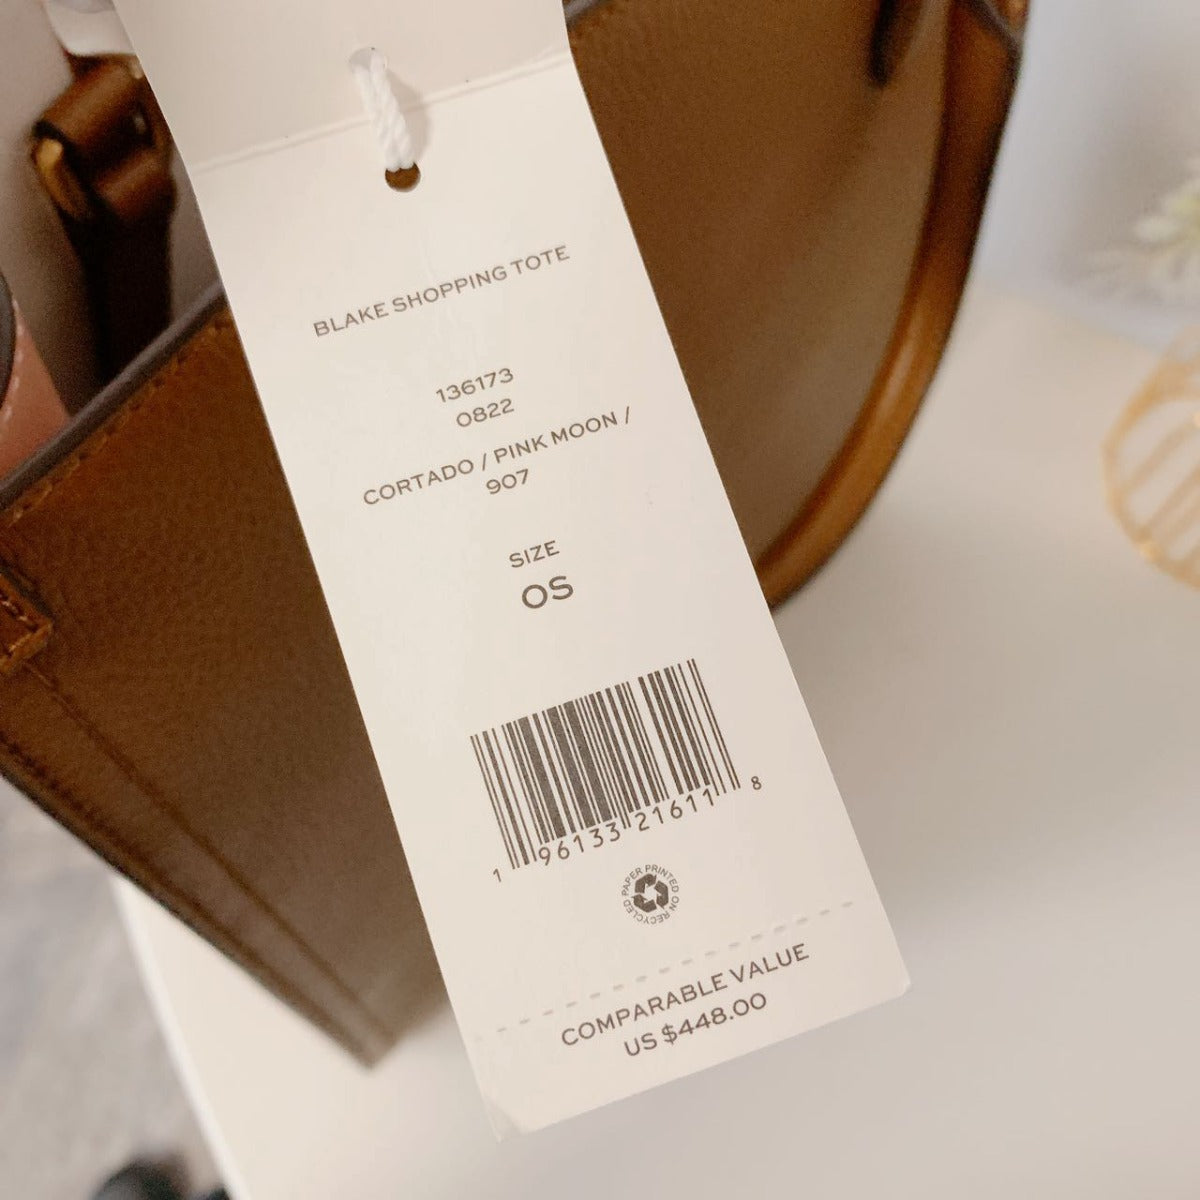 BLAKE SHOPPING TOTE
136173
0822
CORTADO / PINK MOON /
907
SIZE
OS
1 96133 21611 8
PAPER PRINTED ON RECYCLED
COMPARABLE VALUE
US $448.00